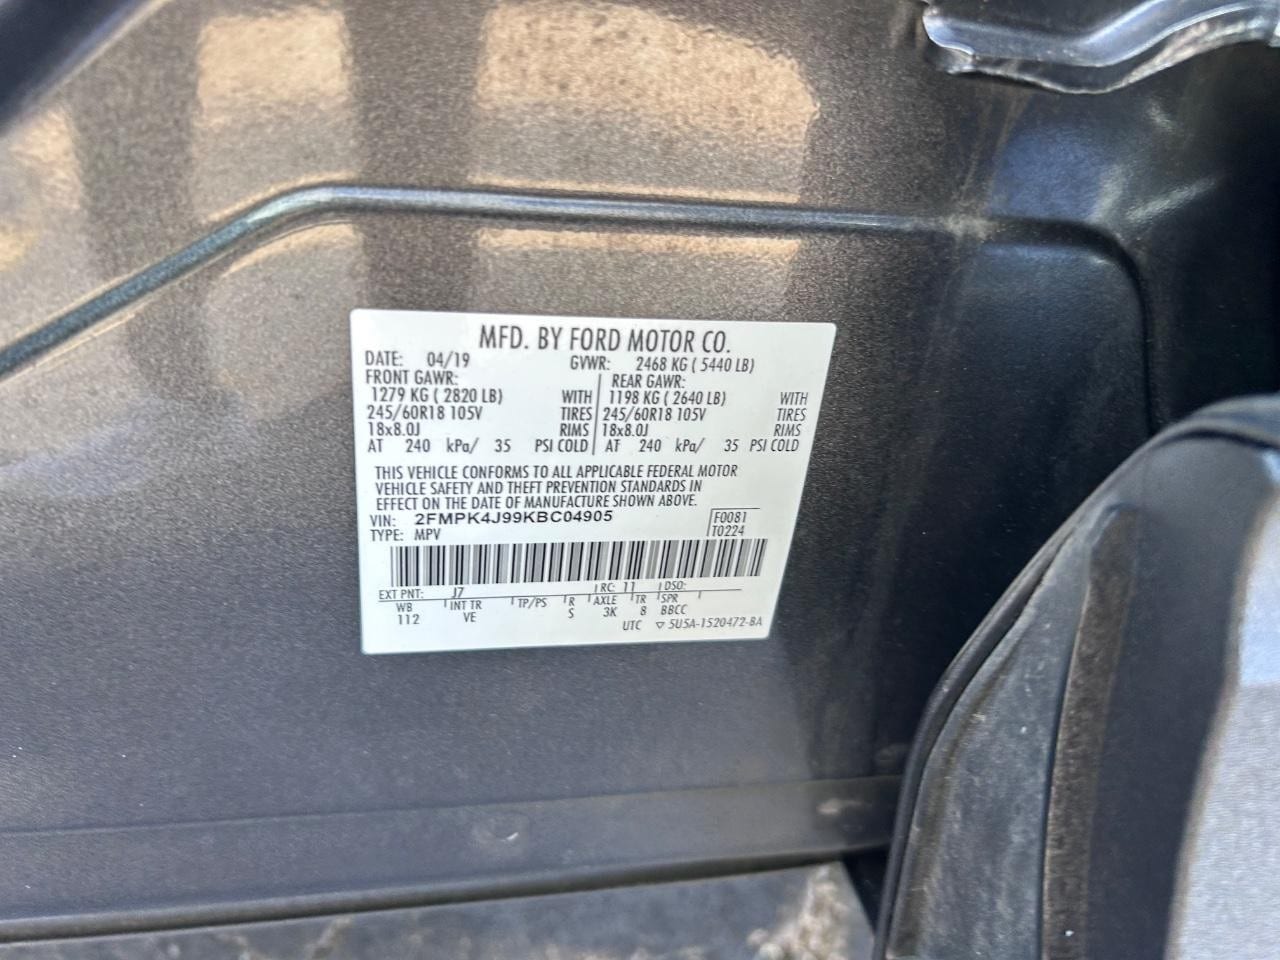 MFD. BY FORD MOTOR CO.
DATE: 04/19 GVWR: 2468 KG ( 5440 LB)
FRONT GAWR: REAR GAWR:
1279 KG ( 2820 LB) WITH 1198 KG ( 2640 LB) WITH
245/60R18 105V TIRES 245/60R18 105V TIRES
18x8.0J RIMS 18x8.0J RIMS
AT 240 kPa/ 35 PSI COLD AT 240 kPa/ 35 PSI COLD
THIS VEHICLE CONFORMS TO ALL APPLICABLE FEDERAL MOTOR
VEHICLE SAFETY AND THEFT PREVENTION STANDARDS IN
EFFECT ON THE DATE OF MANUFACTURE SHOWN ABOVE.
VIN: 2FMPK4J99KBC04905 F0081
TYPE: MPV T0224
EXT PNT: J7 RC: 11 DSO:
WB INT TR TP/PS R AXLE TR SPR
112 VE S 3K 8 BBCC
UTC ▽ 5U5A-1520472-BA